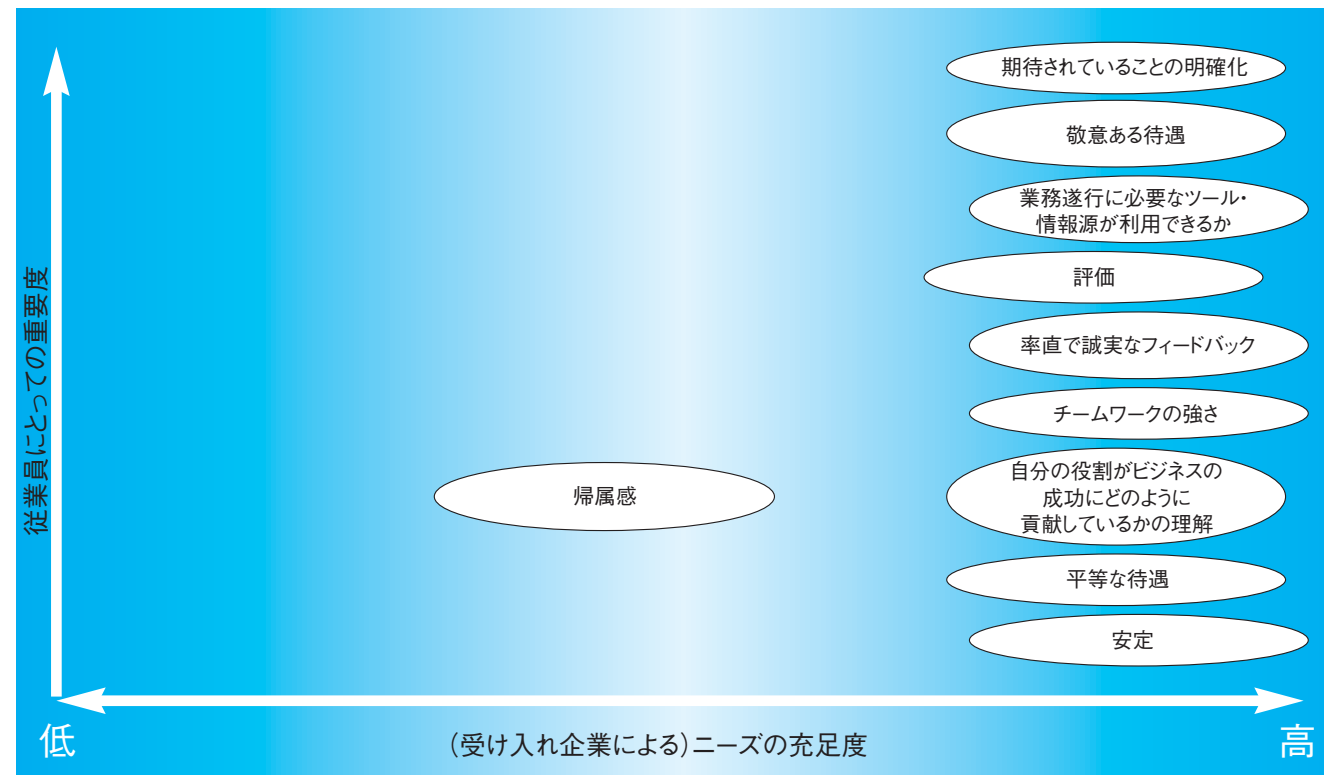 期待されていることの明確化
敬意ある待遇
業務遂行に必要なツール・
情報源が利用できるか
評価
率直で誠実なフィードバック
チームワークの強さ
自分の役割がビジネスの
成功にどのように
貢献しているかの理解
帰属感
平等な待遇
安定
従業員にとっての重要度
低
(受け入れ企業による)ニーズの充足度
高